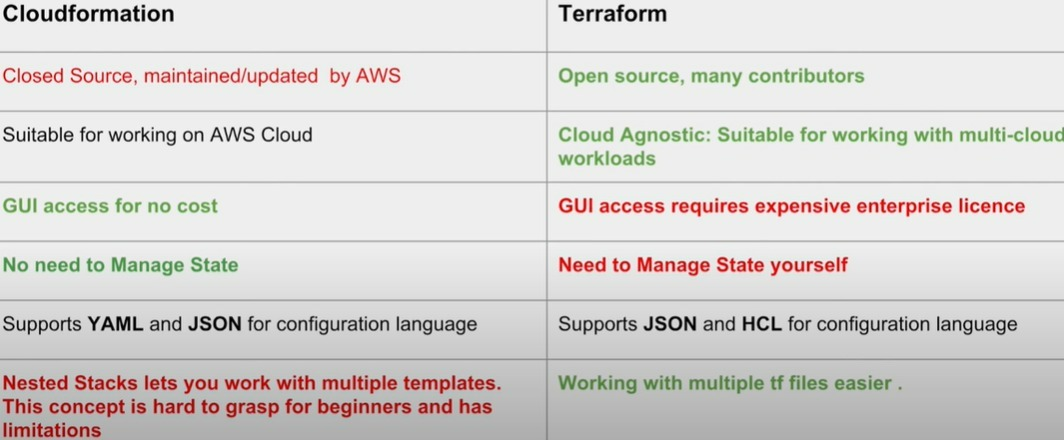 Cloudformation
Terraform
Closed Source, maintained/updated by AWS
Open source, many contributors
Suitable for working on AWS Cloud
Cloud Agnostic: Suitable for working with multi-cloud
workloads
GUI access for no cost
GUI access requires expensive enterprise licence
No need to Manage State
Need to Manage State yourself
Supports YAML and JSON for configuration language
Supports JSON and HCL for configuration language
Nested Stacks lets you work with multiple templates.
This concept is hard to grasp for beginners and has
limitations
Working with multiple tf files easier .